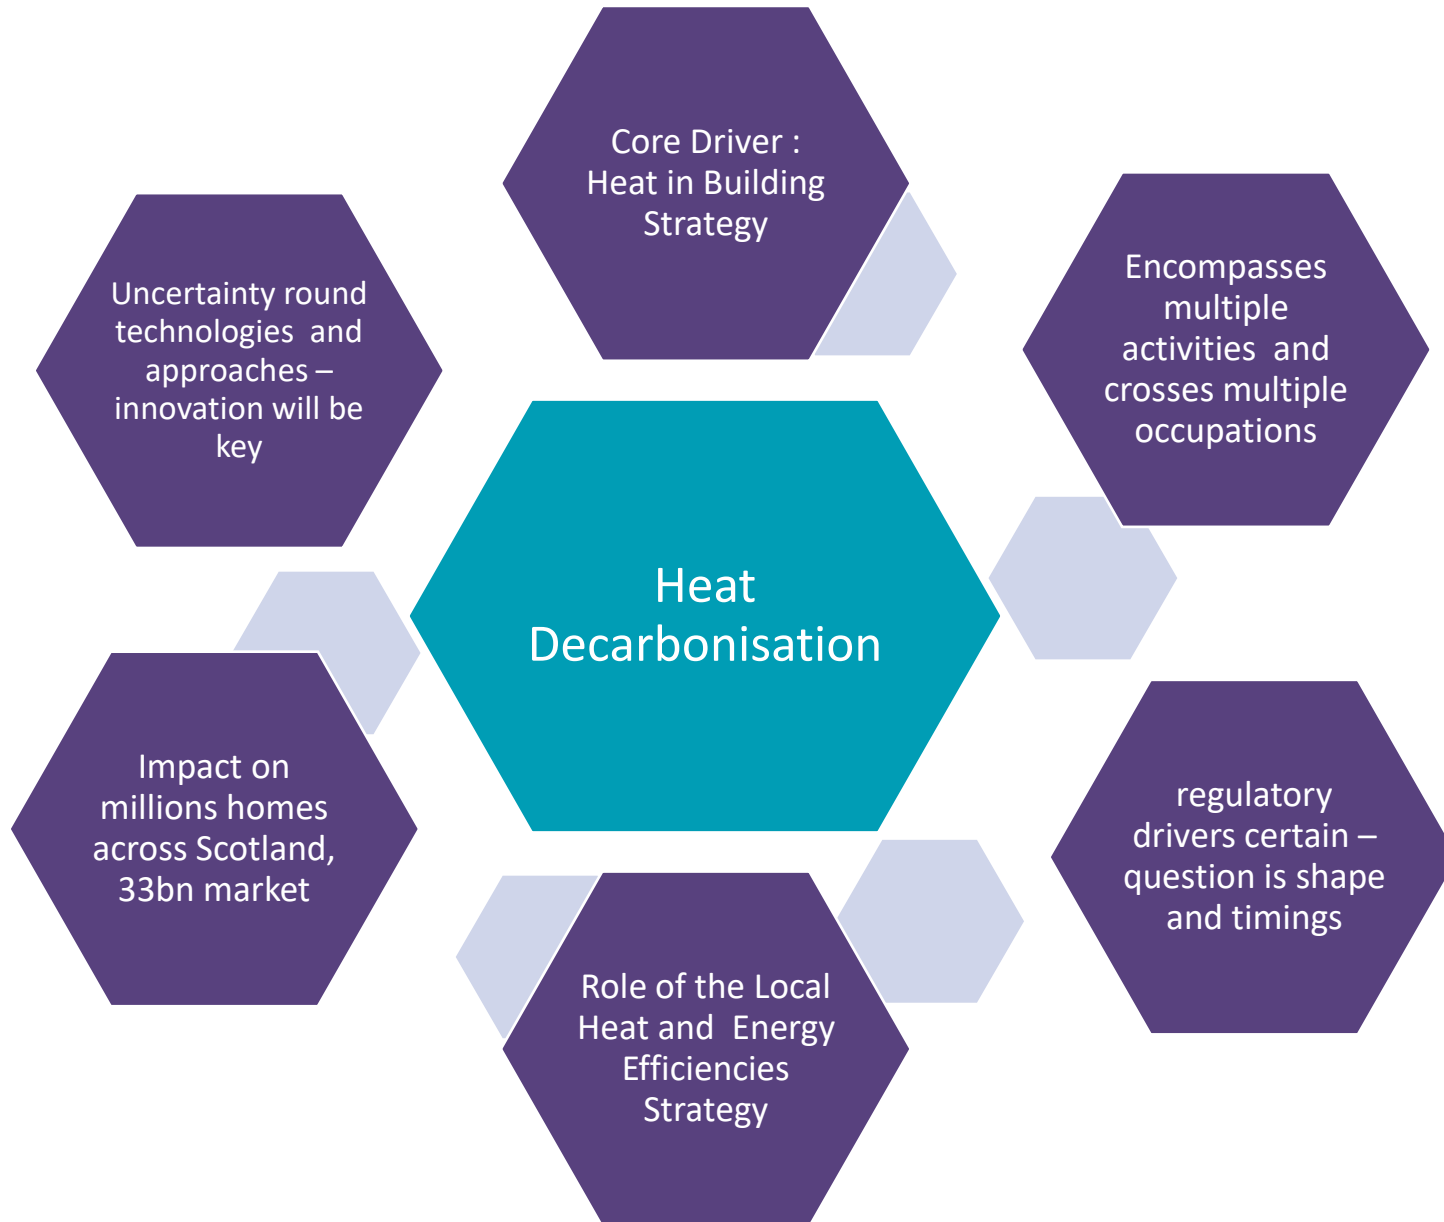 Core Driver :
Heat in Building
Strategy
Encompasses
multiple
activities and
crosses multiple
occupations
regulatory
drivers certain –
question is shape
and timings
Role of the Local
Heat and Energy
Efficiencies
Strategy
Impact on
millions homes
across Scotland,
33bn market
Uncertainty round
technologies and
approaches –
innovation will be
key
Heat
Decarbonisation